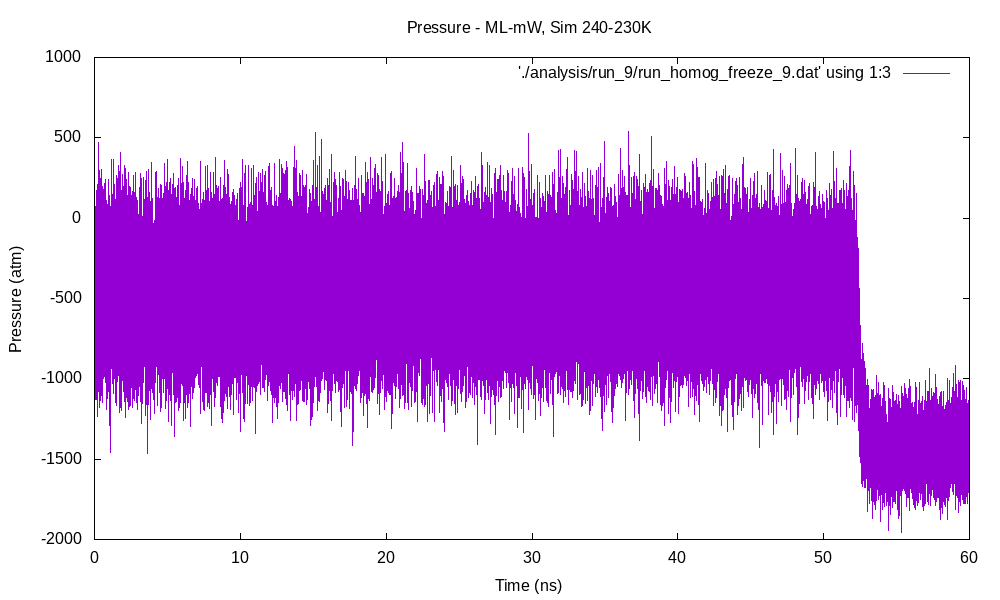 Pressure - ML-mW, Sim 240-230K
'./analysis/run_9/run_homog_freeze_9.dat' using 1:3
1000
500
0
-500
-1000
-1500
-2000
Pressure (atm)
0 10 20 30 40 50 60
Time (ns)